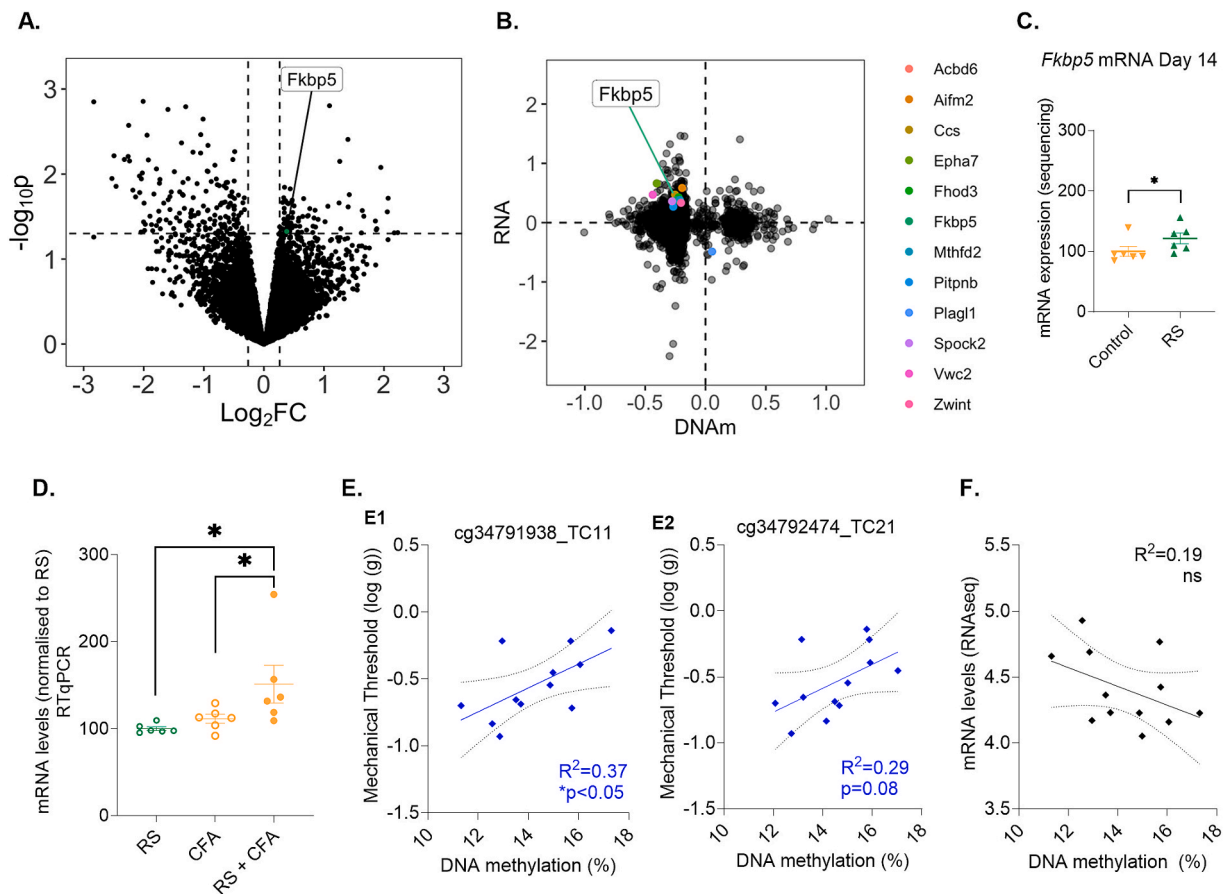 A.
3
2
1
0
-log10p
-3
-2
-1
0
1
2
3
Log2FC
Fkbp5
B.
2
1
0
-1
-2
RNA
-1.0
-0.5
0.0
0.5
1.0
DNAm
Fkbp5
Acbd6
Aifm2
Ccs
Epha7
Fhod3
Fkbp5
Mthfd2
Pitpnb
Plagl1
Spock2
Vwc2
Zwint
C.
Fkbp5 mRNA Day 14
mRNA expression (sequencing)
300
200
100
0
*
Control
RS
D.
mRNA levels (normalised to RS)
RTqPCR
300
200
100
0
*
*
RS
CFA
RS + CFA
E.
E1
cg34791938_TC11
Mechanical Threshold (log (g))
0.5
0.0
-0.5
-1.0
-1.5
R2=0.37
*p<0.05
10
12
14
16
18
DNA methylation (%)
E2
cg34792474_TC21
Mechanical Threshold (log (g))
0.5
0.0
-0.5
-1.0
-1.5
R2=0.29
p=0.08
10
12
14
16
18
DNA methylation (%)
F.
mRNA levels (RNAseq)
5.5
5.0
4.5
4.0
3.5
R2=0.19
ns
10
12
14
16
18
DNA methylation (%)